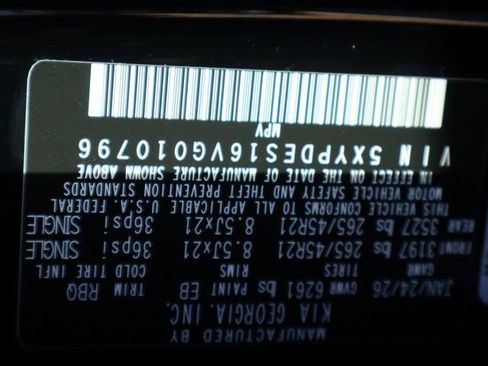 MANUFACTURED BY
KIA GEORGIA, INC.
JAN/24/26 GVWR 6261 lbs PAINT EB TRIM RBQ
GAWR TIRES RIMS COLD TIRE INFL
FRONT 3197 lbs 265/45R21 8.5Jx21 36psi SINGLE
REAR 3527 lbs 265/45R21 8.5Jx21 36psi SINGLE
THIS VEHICLE CONFORMS TO ALL APPLICABLE U.S.A. FEDERAL
MOTOR VEHICLE SAFETY AND THEFT PREVENTION STANDARDS
IN EFFECT ON THE DATE OF MANUFACTURE SHOWN ABOVE
VIN 5XYPDES16VG010796
MPV